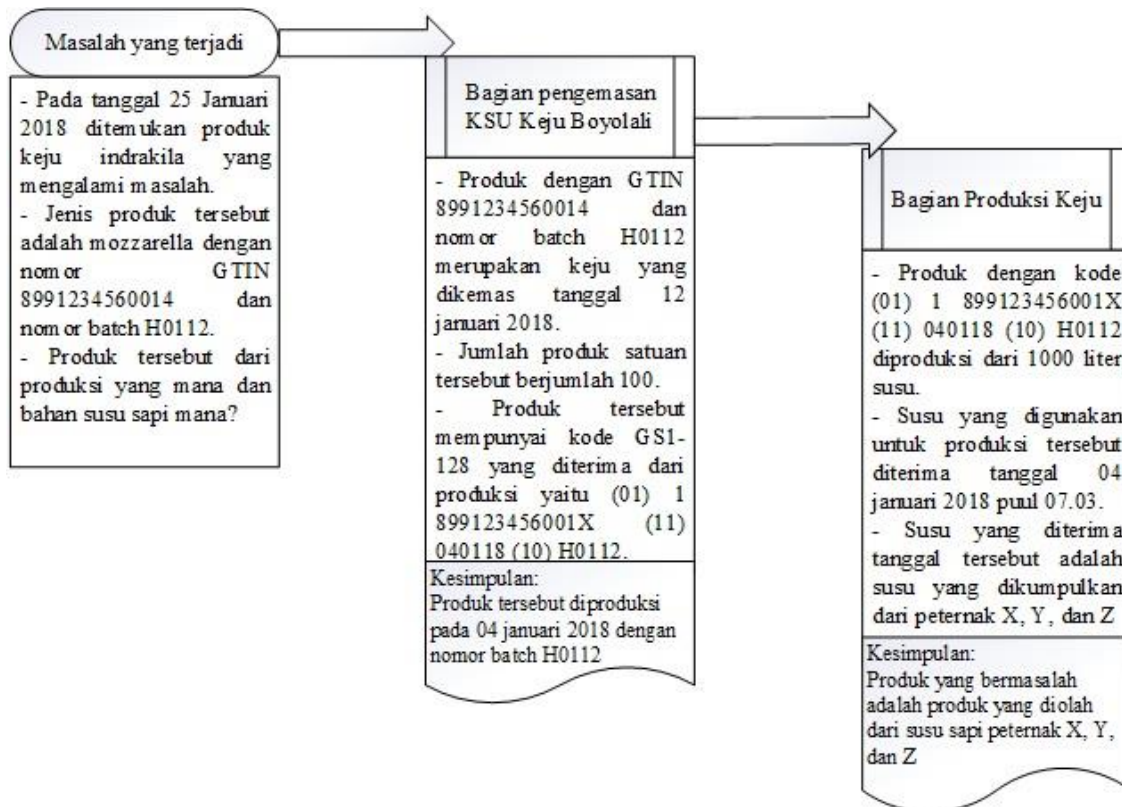 Masalah yang terjadi
- Pada tanggal 25 Januari
2018 ditemukan produk
keju indrakila yang
mengalami masalah.
- Jenis produk tersebut
adalah mozzarella dengan
nomor GTIN
8991234560014 dan
nomor batch H0112.
- Produk tersebut dari
produksi yang mana dan
bahan susu sapi mana?
Bagian pengemasan
KSU Keju Boyolali
- Produk dengan GTIN
8991234560014 dan
nomor batch H0112
merupakan keju yang
dikemas tanggal 12
januari 2018.
- Jumlah produk satuan
tersebut berjumlah 100.
- Produk tersebut
mempunyai kode GS1-
128 yang diterima dari
produksi yaitu (01) 1
899123456001X (11)
040118 (10) H0112.
Kesimpulan:
Produk tersebut diproduksi
pada 04 januari 2018 dengan
nomor batch H0112
Bagian Produksi Keju
- Produk dengan kode
(01) 1 899123456001X
(11) 040118 (10) H0112
diproduksi dari 1000 liter
susu.
- Susu yang digunakan
untuk produksi tersebut
diterima tanggal 04
januari 2018 puul 07.03.
- Susu yang diterima
tanggal tersebut adalah
susu yang dikumpulkan
dari peternak X, Y, dan Z
Kesimpulan:
Produk yang bermasalah
adalah produk yang diolah
dari susu sapi peternak X, Y,
dan Z